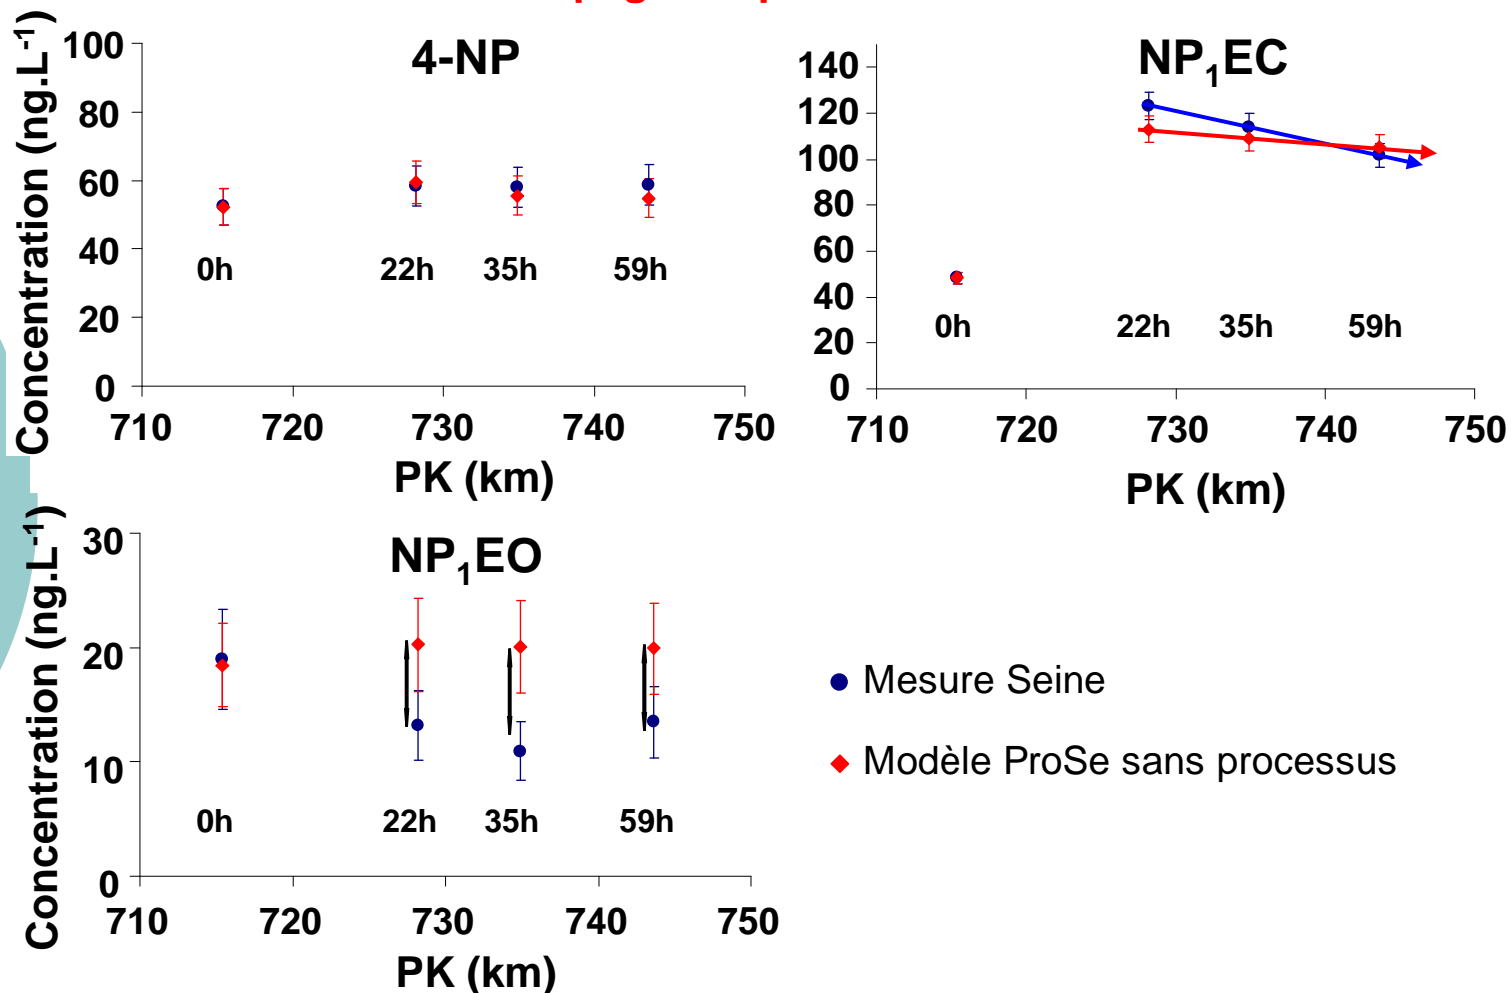 4-NP
Concentration (ng.L-1)
100
80
60
40
20
0
0h 22h 35h 59h
710 720 730 740 750
PK (km)
NP1EC
140
120
100
80
60
40
20
0
0h 22h 35h 59h
710 720 730 740 750
PK (km)
NP1EO
Concentration (ng.L-1)
30
20
10
0
0h 22h 35h 59h
710 720 730 740 750
PK (km)
Mesure Seine
Modèle ProSe sans processus